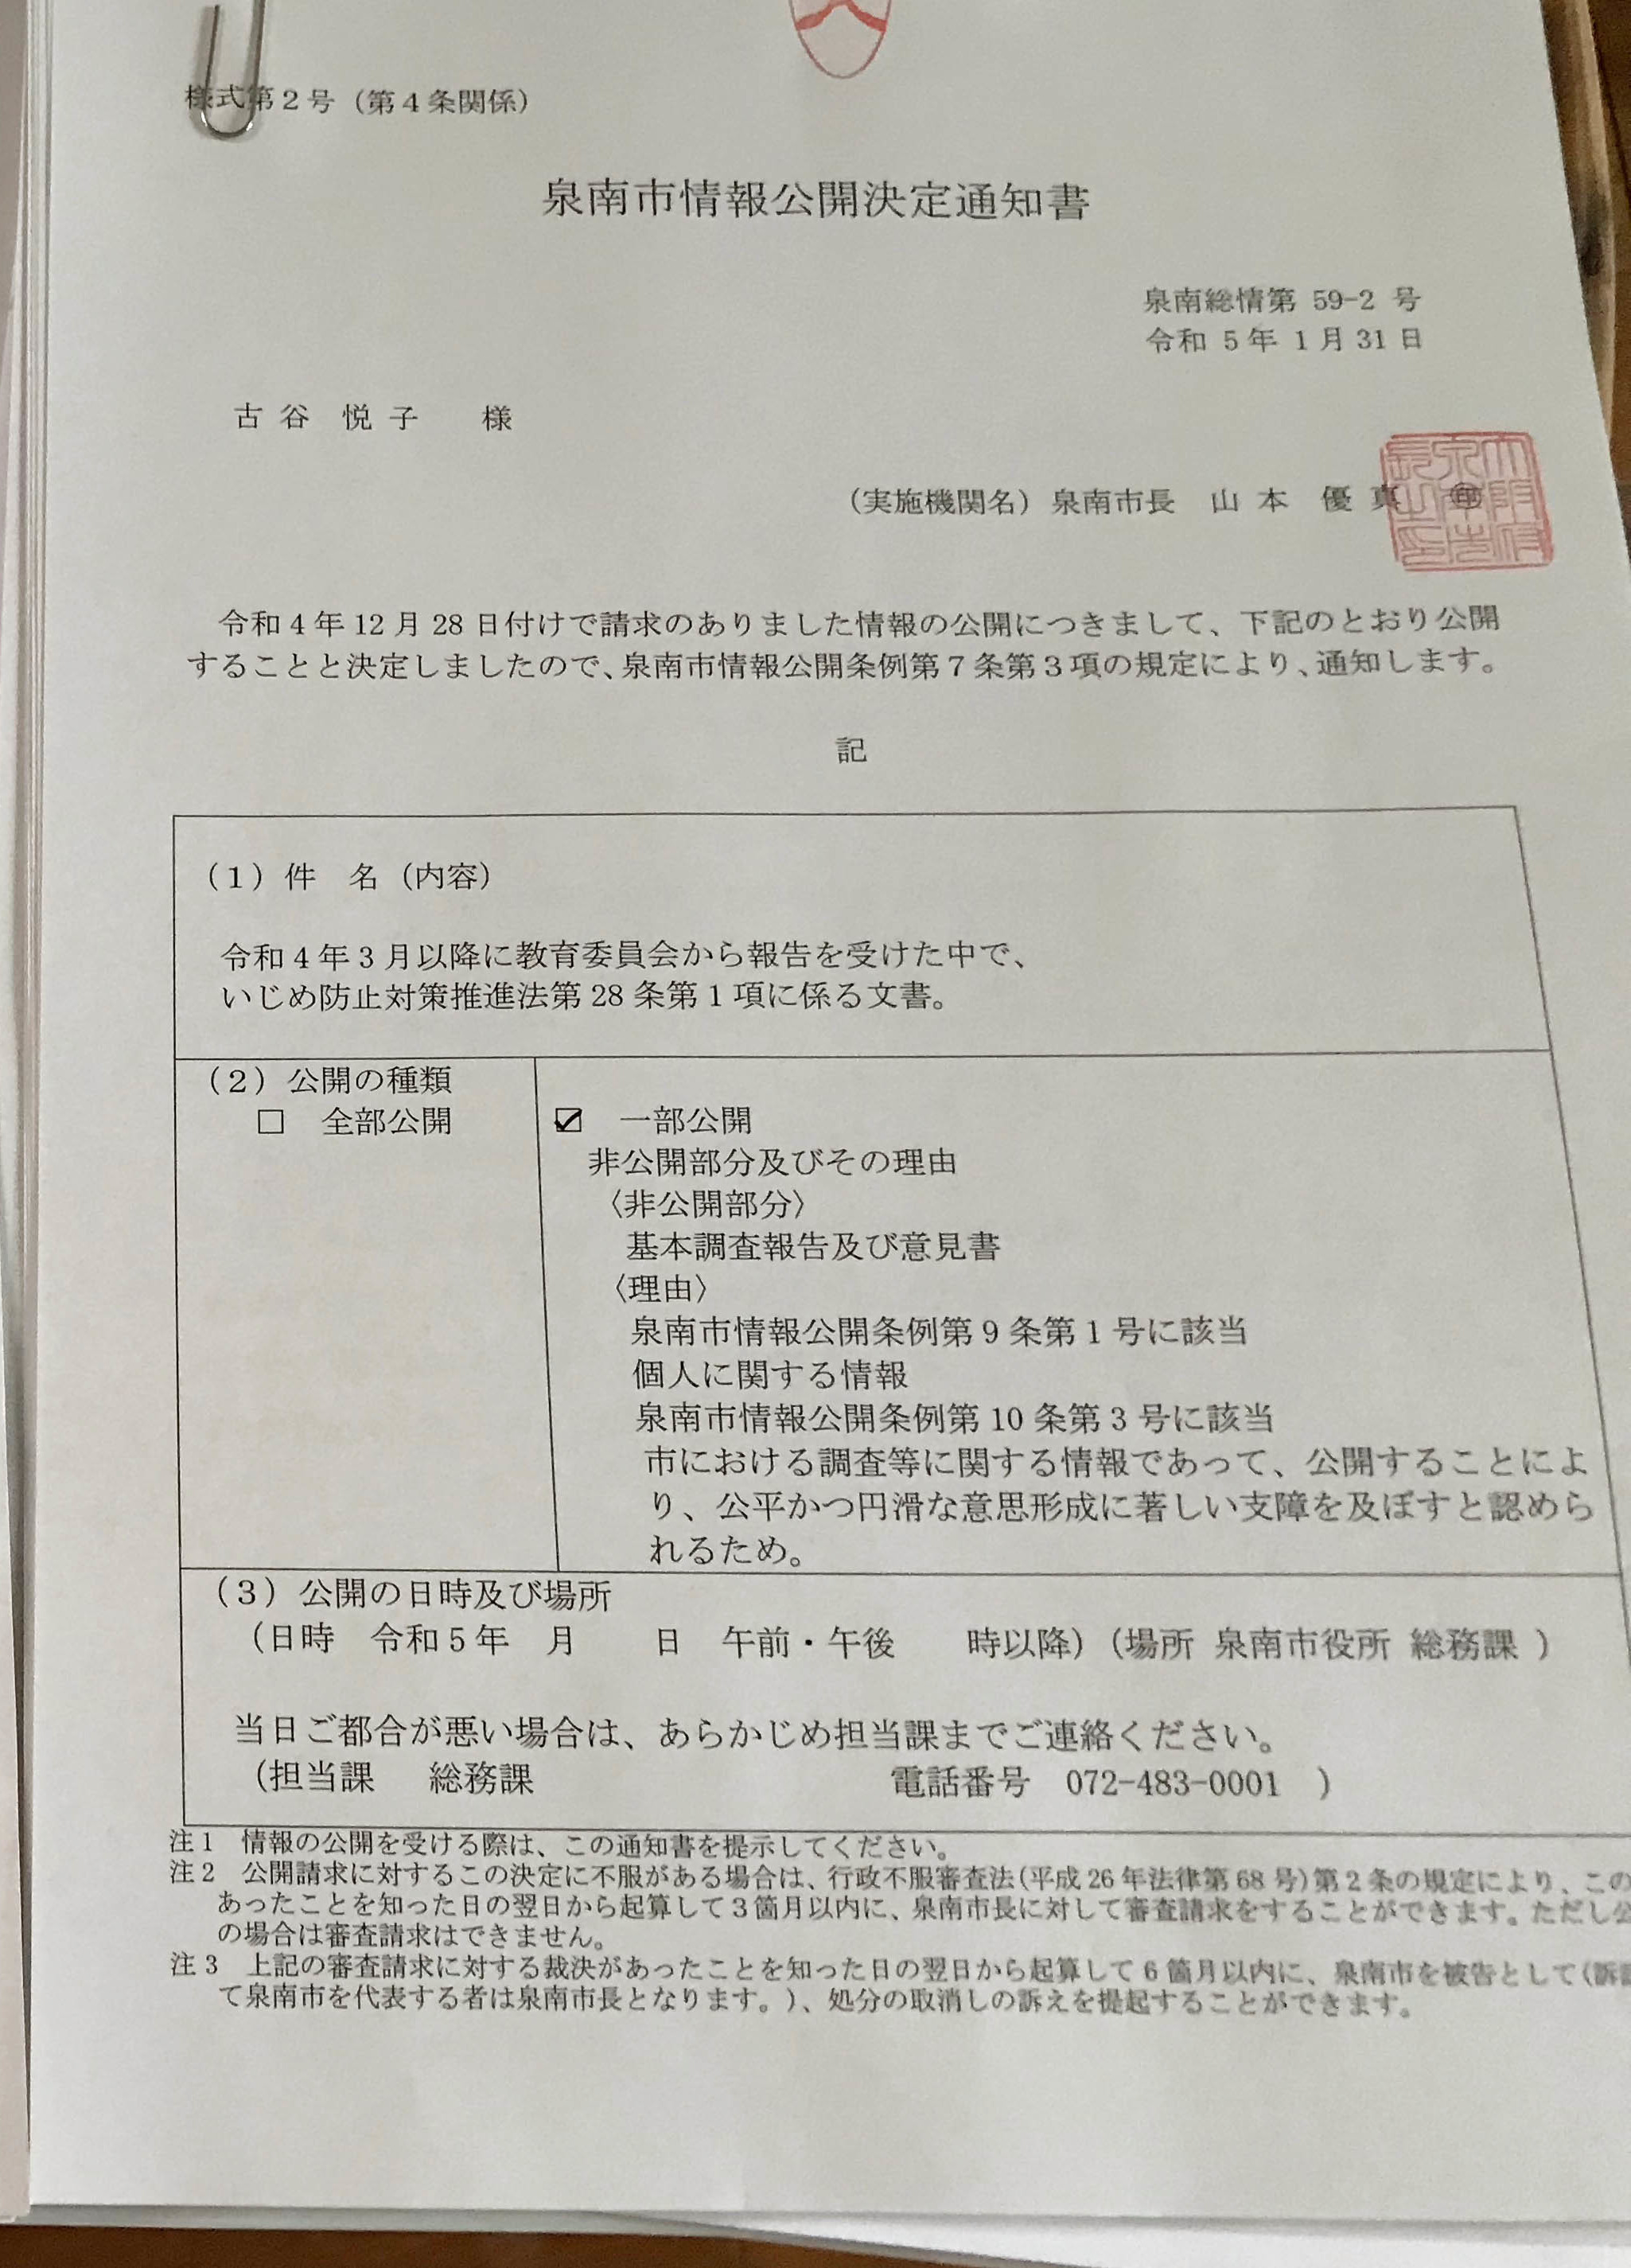 様式第2号（第4条関係）
泉南市情報公開決定通知書
泉南総情第 59-2 号
令和 5年 1月31日
古谷 悦子 様
（実施機関名）泉南市長 山本 優真 ㊞
令和4年12月28日付けで請求のありました情報の公開につきまして、下記のとおり公開
することと決定しましたので、泉南市情報公開条例第7条第3項の規定により、通知します。
記
（1）件 名（内容）
令和4年3月以降に教育委員会から報告を受けた中で、
いじめ防止対策推進法第28条第1項に係る文書。
（2）公開の種類
□ 全部公開
☑ 一部公開
非公開部分及びその理由
〈非公開部分〉
基本調査報告及び意見書
〈理由〉
泉南市情報公開条例第9条第1号に該当
個人に関する情報
泉南市情報公開条例第10条第3号に該当
市における調査等に関する情報であって、公開することによ
り、公平かつ円滑な意思形成に著しい支障を及ぼすと認めら
れるため。
（3）公開の日時及び場所
（日時 令和5年 月 日 午前・午後 時以降）（場所 泉南市役所 総務課 ）
当日ご都合が悪い場合は、あらかじめ担当課までご連絡ください。
（担当課 総務課 電話番号 072-483-0001 ）
注1 情報の公開を受ける際は、この通知書を提示してください。
注2 公開請求に対するこの決定に不服がある場合は、行政不服審査法（平成26年法律第68号）第2条の規定により、この
あったことを知った日の翌日から起算して3箇月以内に、泉南市長に対して審査請求をすることができます。ただし公
の場合は審査請求はできません。
注3 上記の審査請求に対する裁決があったことを知った日の翌日から起算して6箇月以内に、泉南市を被告として（訴訟
て泉南市を代表する者は泉南市長となります。）、処分の取消しの訴えを提起することができます。